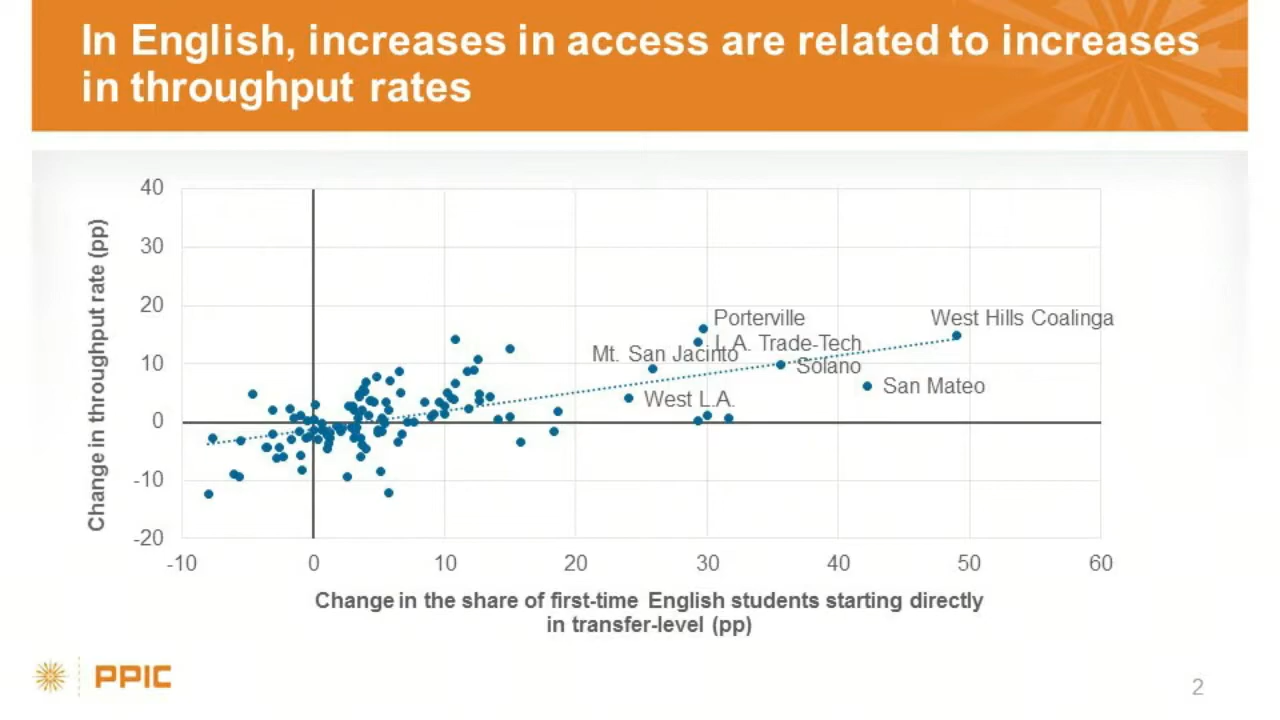 In English, increases in access are related to increases
in throughput rates
Change in throughput rate (pp)
40
30
20
10
0
-10
-20
Porterville
West Hills Coalinga
L.A. Trade-Tech
Mt. San Jacinto
Solano
San Mateo
West L.A.
-10
0
10
20
30
40
50
60
Change in the share of first-time English students starting directly
in transfer-level (pp)
PPIC
2